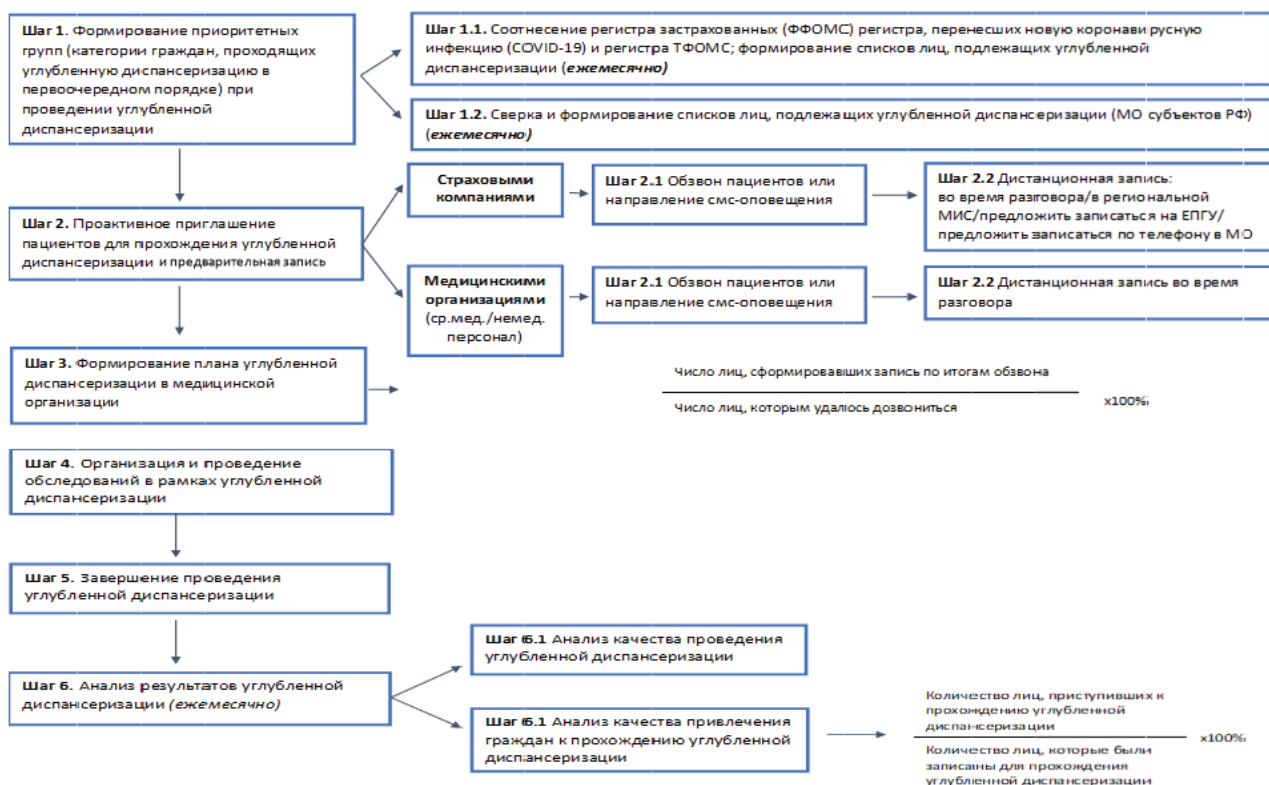 Шаг 1. Формирование приоритетных
групп (категории граждан, проходящих
углубленную диспансеризацию в
первоочередном порядке) при
проведении углубленной
диспансеризации
Шаг 1.1. Соотнесение регистра застрахованных (ФФОМС) регистра, перенесших новую коронавирусную
инфекцию (COVID-19) и регистра ТФОМС; формирование списков лиц, подлежащих углубленной
диспансеризации (ежемесячно)
Шаг 1.2. Сверка и формирование списков лиц, подлежащих углубленной диспансеризации (МО субъектов РФ)
(ежемесячно)
Шаг 2. Проактивное приглашение
пациентов для прохождения углубленной
диспансеризации и предварительная запись
Страховыми
компаниями
Шаг 2.1 Обзвон пациентов или
направление смс-оповещения
Шаг 2.2 Дистанционная запись:
во время разговора/в региональной
МИС/предложить записаться на ЕПГУ/
предложить записаться по телефону в МО
Медицинскими
организациями
(ср.мед./немед.
персонал)
Шаг 2.1 Обзвон пациентов или
направление смс-оповещения
Шаг 2.2 Дистанционная запись во время
разговора
Шаг 3. Формирование плана углубленной
диспансеризации в медицинской
организации
Число лиц, сформировавших запись по итогам обзвона
Число лиц, которым удалось дозвониться
х100%
Шаг 4. Организация и проведение
обследований в рамках углубленной
диспансеризации
Шаг 5. Завершение проведения
углубленной диспансеризации
Шаг 6. Анализ результатов углубленной
диспансеризации (ежемесячно)
Шаг 6.1 Анализ качества проведения
углубленной диспансеризации
Шаг 6.1 Анализ качества привлечения
граждан к прохождению углубленной
диспансеризации
Количество лиц, приступивших к
прохождению углубленной
диспансеризации
Количество лиц, которые были
записаны для прохождения
углубленной диспансеризации
х100%